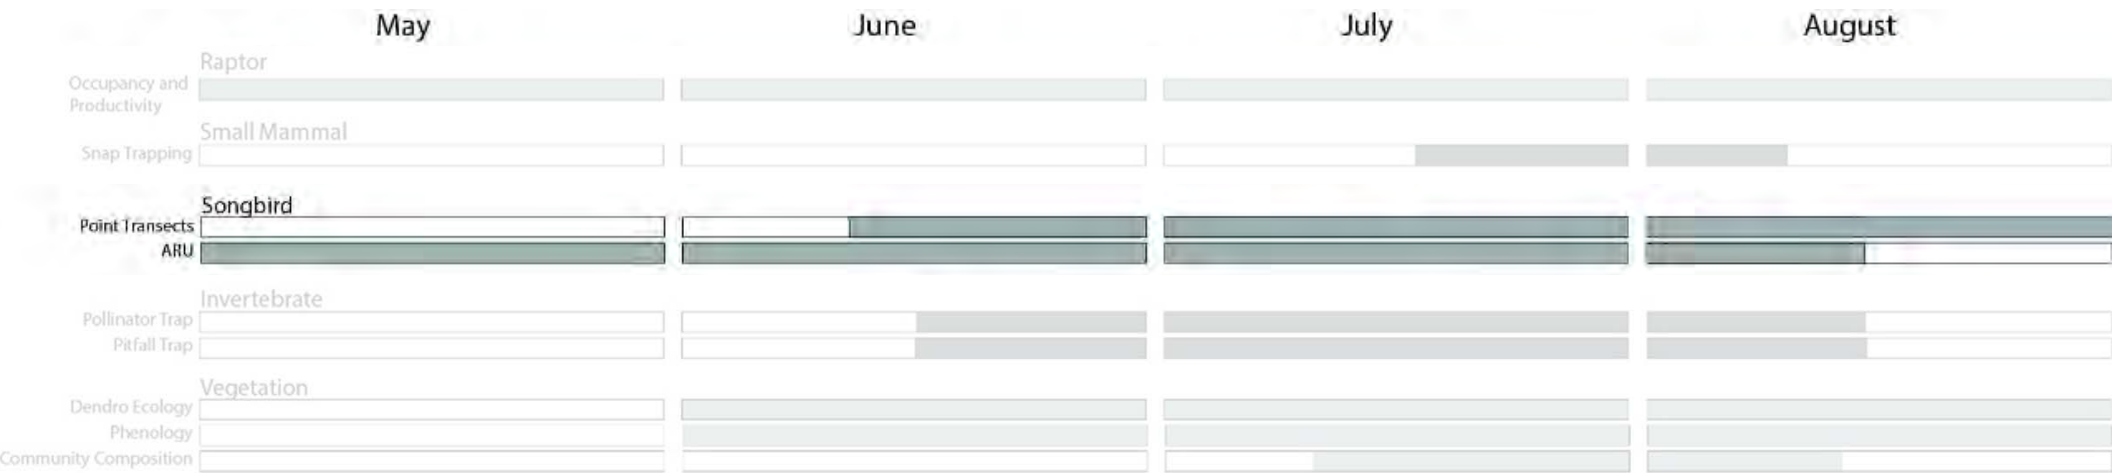 May June July August
Raptor
Occupancy and
Productivity
Small Mammal
Snap Trapping
Songbird
Point Transects
ARU
Invertebrate
Pollinator Trap
Pitfall Trap
Vegetation
Dendro Ecology
Phenology
Community Composition